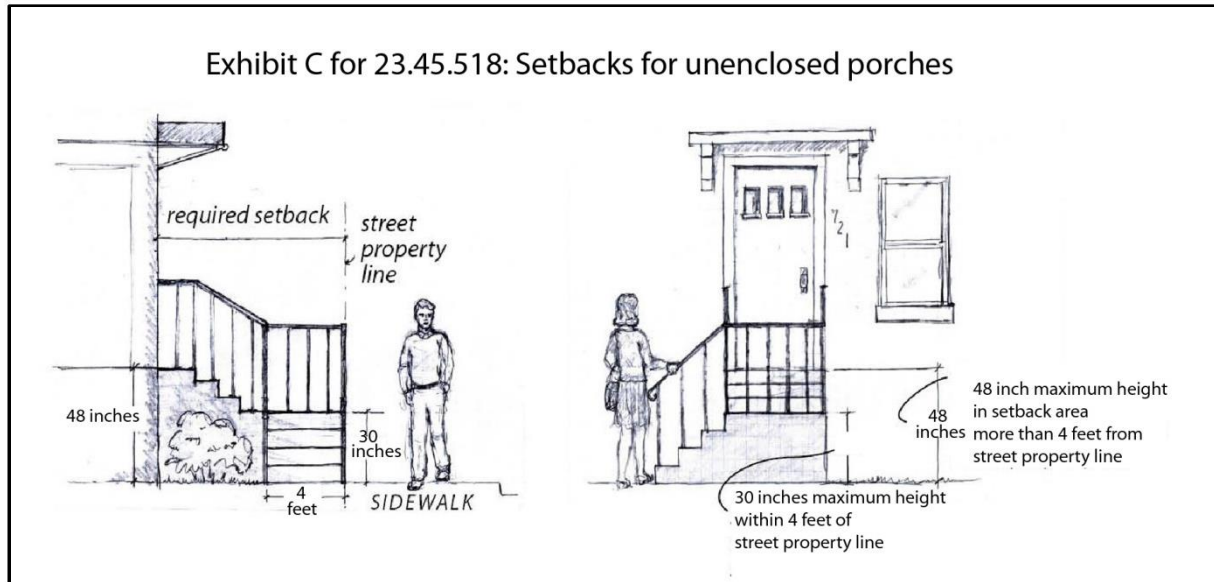 Exhibit C for 23.45.518: Setbacks for unenclosed porches
required setback
street
property
line
48 inches
30
inches
4
feet
SIDEWALK
721
48
inches
48 inch maximum height
in setback area
more than 4 feet from
street property line
30 inches maximum height
within 4 feet of
street property line